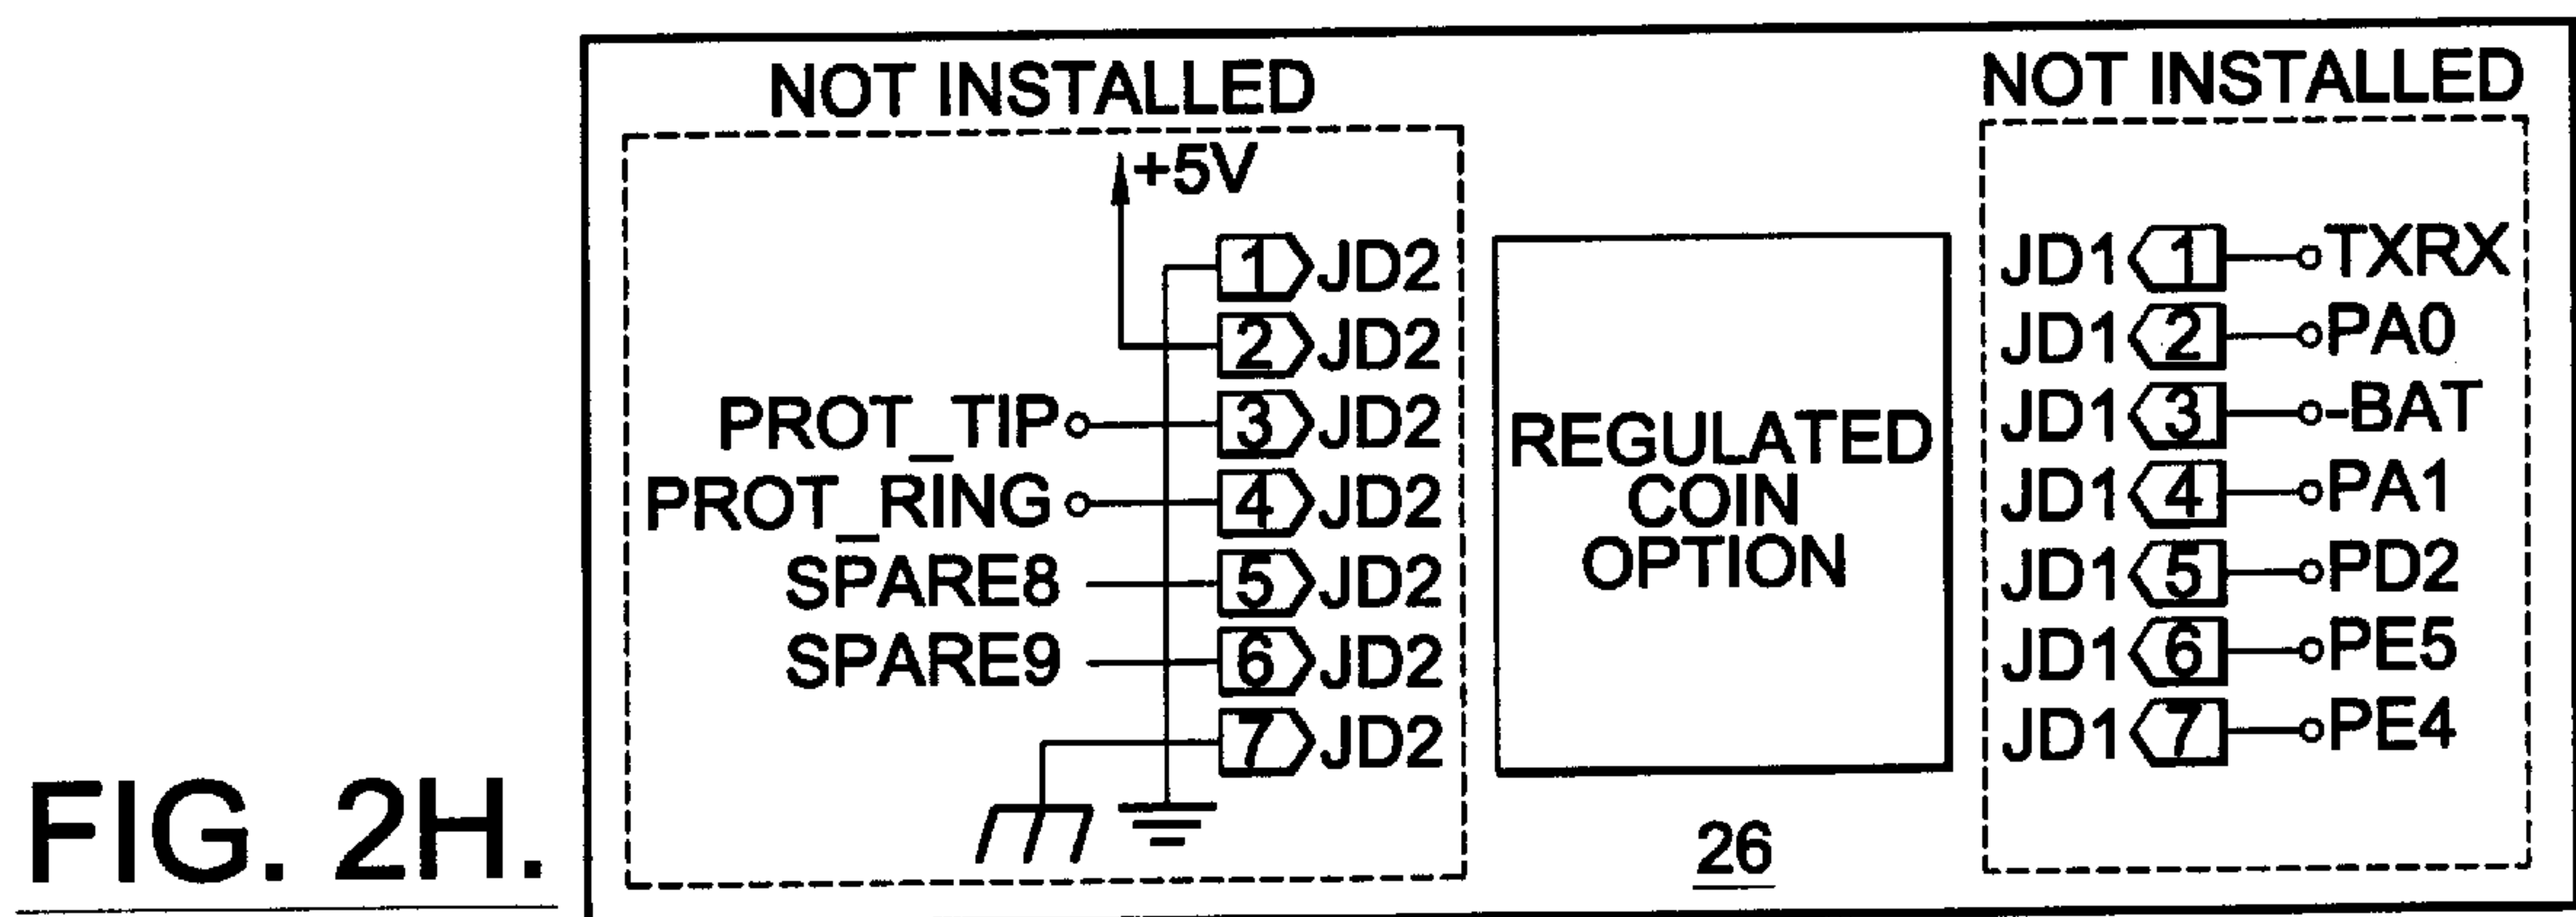 NOT INSTALLED
+5V
1 JD2
2 JD2
PROT_TIP 3 JD2
PROT_RING 4 JD2
SPARE8 5 JD2
SPARE9 6 JD2
7 JD2
REGULATED
COIN
OPTION
26
NOT INSTALLED
JD1 1 TXRX
JD1 2 PA0
JD1 3 -BAT
JD1 4 PA1
JD1 5 PD2
JD1 6 PE5
JD1 7 PE4
FIG. 2H.